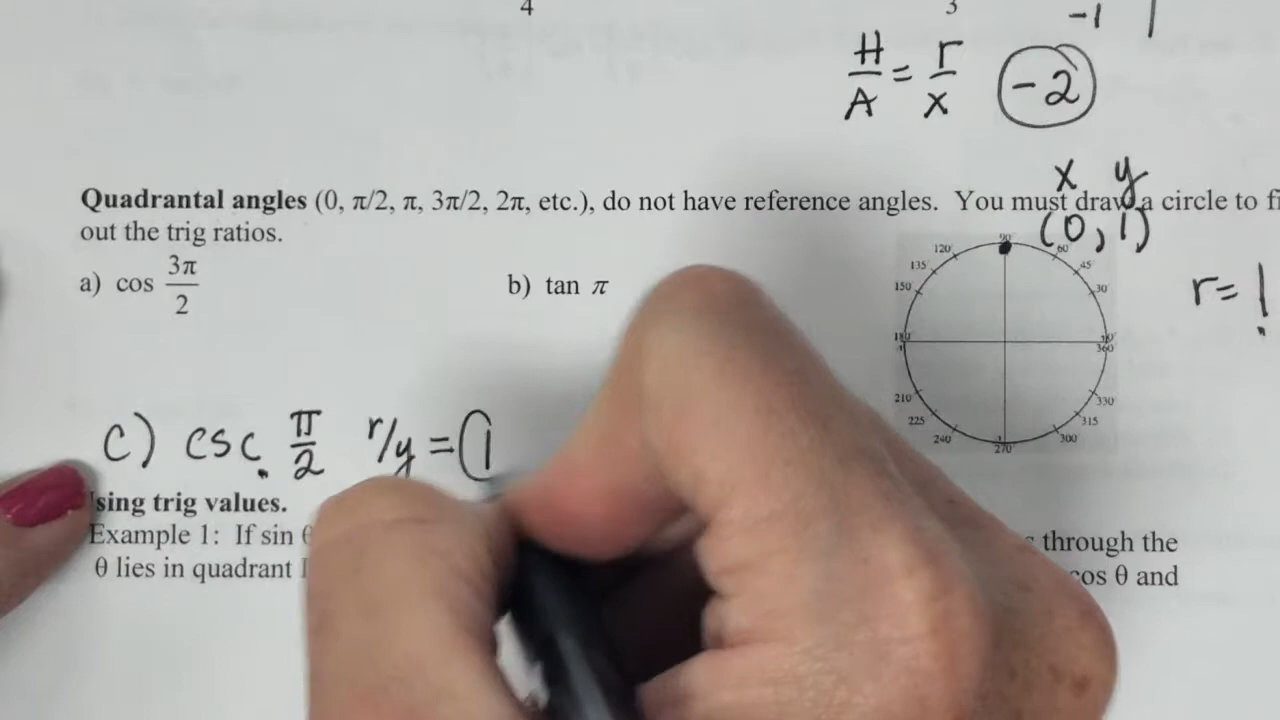 4
3
-1
H/A = r/x -2
x y
Quadrantal angles (0, π/2, π, 3π/2, 2π, etc.), do not have reference angles. You must draw a circle to
out the trig ratios.
(0, 1)
a) cos 3π/2
b) tan π
r = 1
90
120
60
135
45
150
30
180
360
210
330
225
315
240
300
270
C) csc π/2 r/y = 1
sing trig values.
Example 1: If sin
through the
θ lies in quadrant
cos θ and